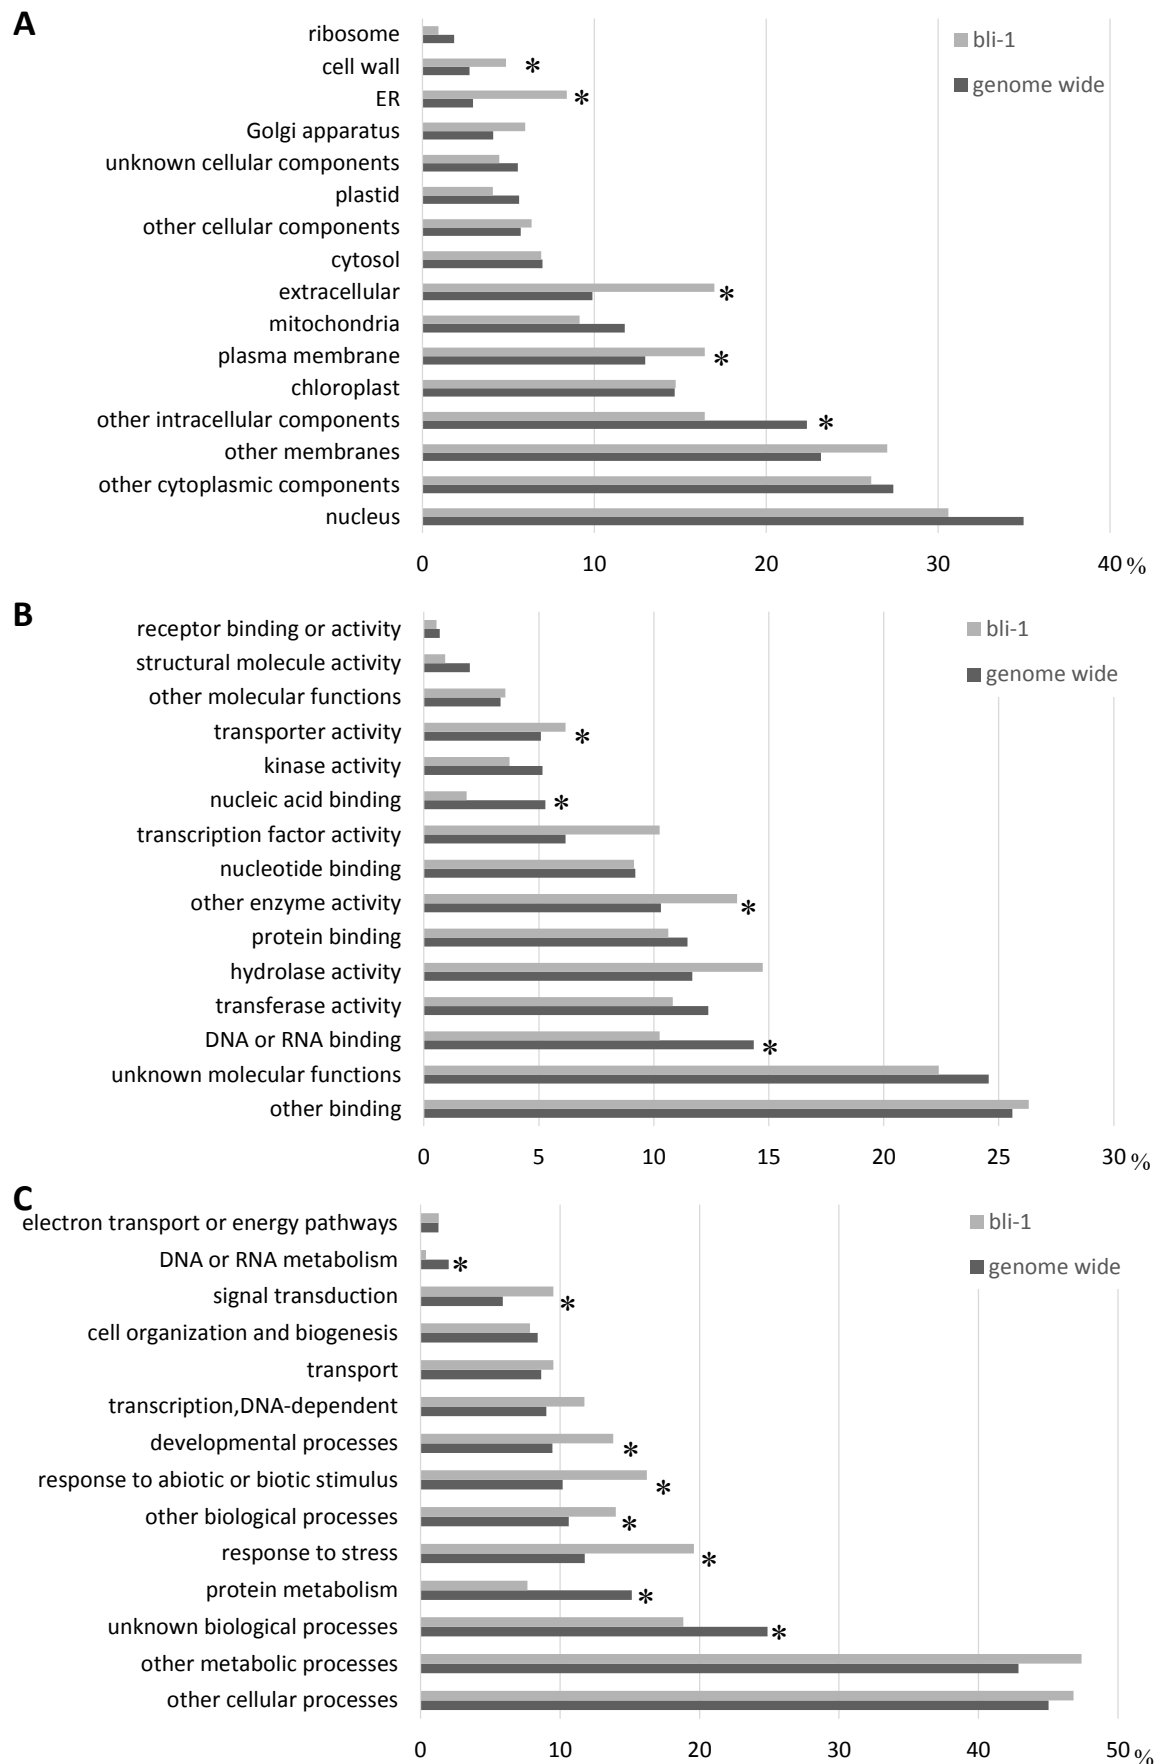 A
ribosome
bli-1
cell wall
*
genome wide
ER
*
Golgi apparatus
unknown cellular components
plastid
other cellular components
cytosol
extracellular
*
mitochondria
plasma membrane
*
chloroplast
other intracellular components
*
other membranes
other cytoplasmic components
nucleus
0 10 20 30 40 %
B
receptor binding or activity
bli-1
structural molecule activity
genome wide
other molecular functions
transporter activity
*
kinase activity
nucleic acid binding
*
transcription factor activity
nucleotide binding
other enzyme activity
*
protein binding
hydrolase activity
transferase activity
DNA or RNA binding
*
unknown molecular functions
other binding
0 5 10 15 20 25 30 %
C
electron transport or energy pathways
bli-1
DNA or RNA metabolism
*
genome wide
signal transduction
*
cell organization and biogenesis
transport
transcription,DNA-dependent
developmental processes
*
response to abiotic or biotic stimulus
*
other biological processes
*
response to stress
*
protein metabolism
*
unknown biological processes
*
other metabolic processes
other cellular processes
0 10 20 30 40 50 %